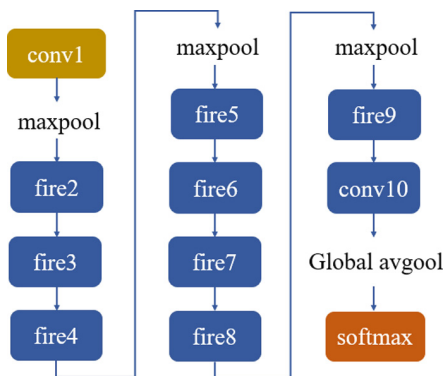 conv1
maxpool
fire2
fire3
fire4
maxpool
fire5
fire6
fire7
fire8
maxpool
fire9
conv10
Global avgool
softmax